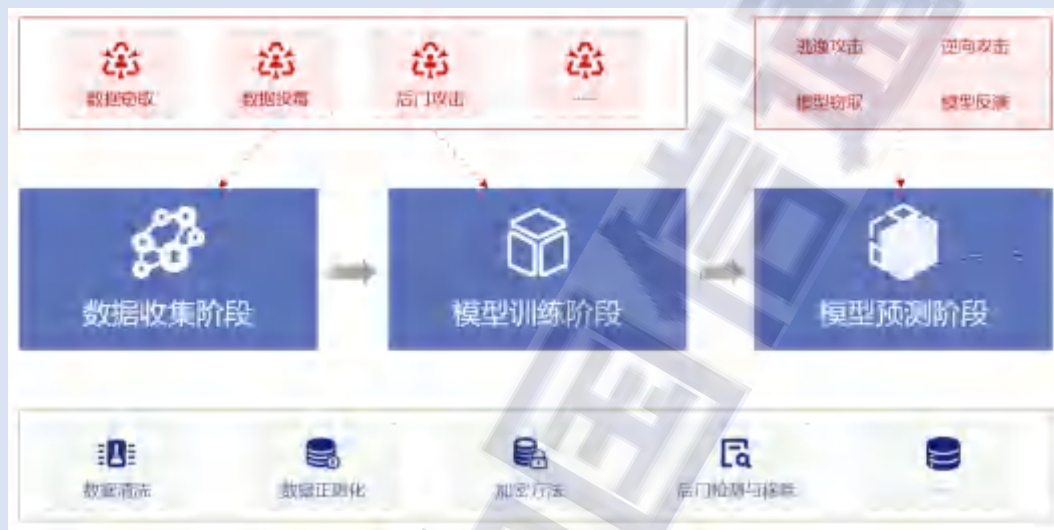 数据窃取 数据投毒 后门攻击 ......
逃逸攻击 逆向攻击
模型窃取 模型反演
数据收集阶段 模型训练阶段 模型预测阶段
数据清洗 数据正则化 加密方法 后门检测与移除